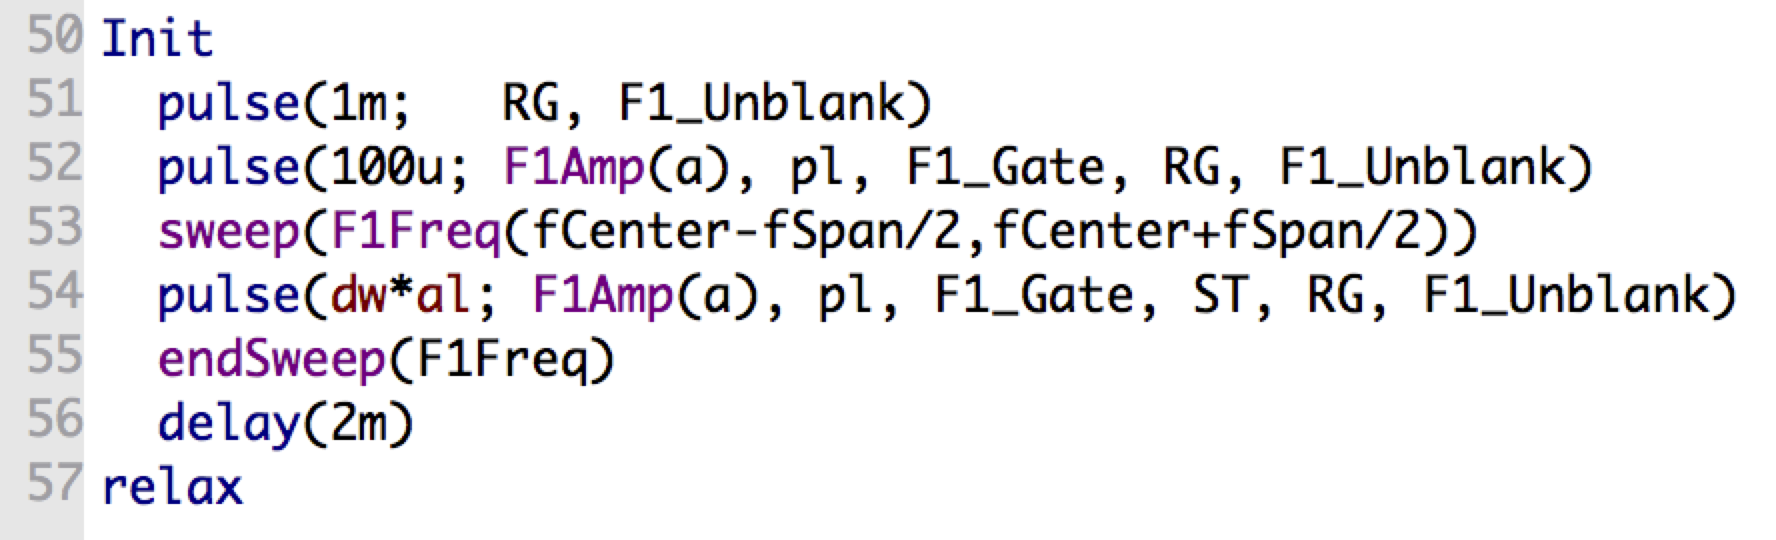 50 Init
51   pulse(1m;   RG, F1_Unblank)
52   pulse(100u; F1Amp(a), pl, F1_Gate, RG, F1_Unblank)
53   sweep(F1Freq(fCenter-fSpan/2,fCenter+fSpan/2))
54   pulse(dw*al; F1Amp(a), pl, F1_Gate, ST, RG, F1_Unblank)
55   endSweep(F1Freq)
56   delay(2m)
57 relax